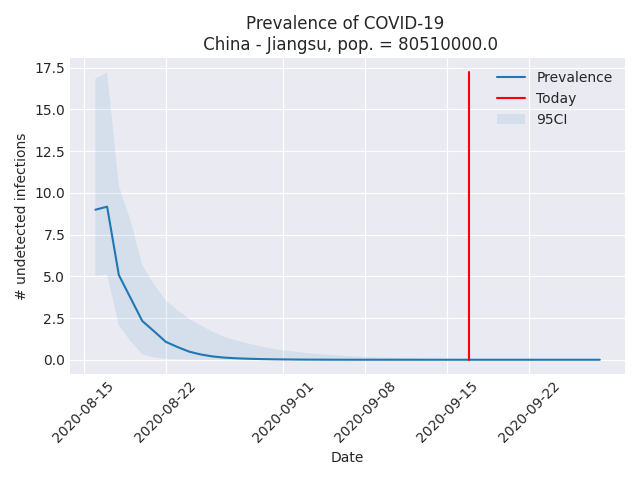 Prevalence of COVID-19
China - Jiangsu, pop. = 80510000.0
17.5
15.0
12.5
10.0
7.5
5.0
2.5
0.0
# undetected infections
Prevalence
Today
95CI
2020-08-15
2020-08-22
2020-09-01
2020-09-08
2020-09-15
2020-09-22
Date